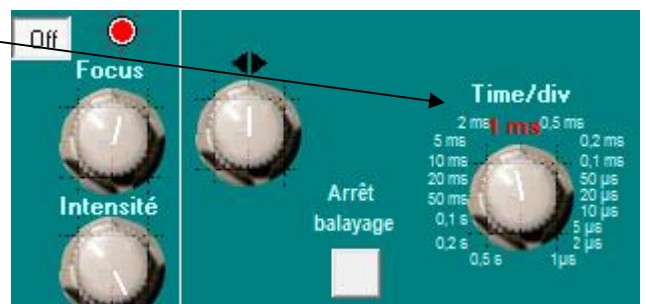 Off
Focus
Intensité
Arrêt
balayage
Time/div
2 ms 1 ms 0,5 ms
5 ms 0,2 ms
10 ms 0,1 ms
20 ms 50 µs
50 ms 20 µs
0,1 s 10 µs
0,2 s 5 µs
0,5 s 2 µs
1µs